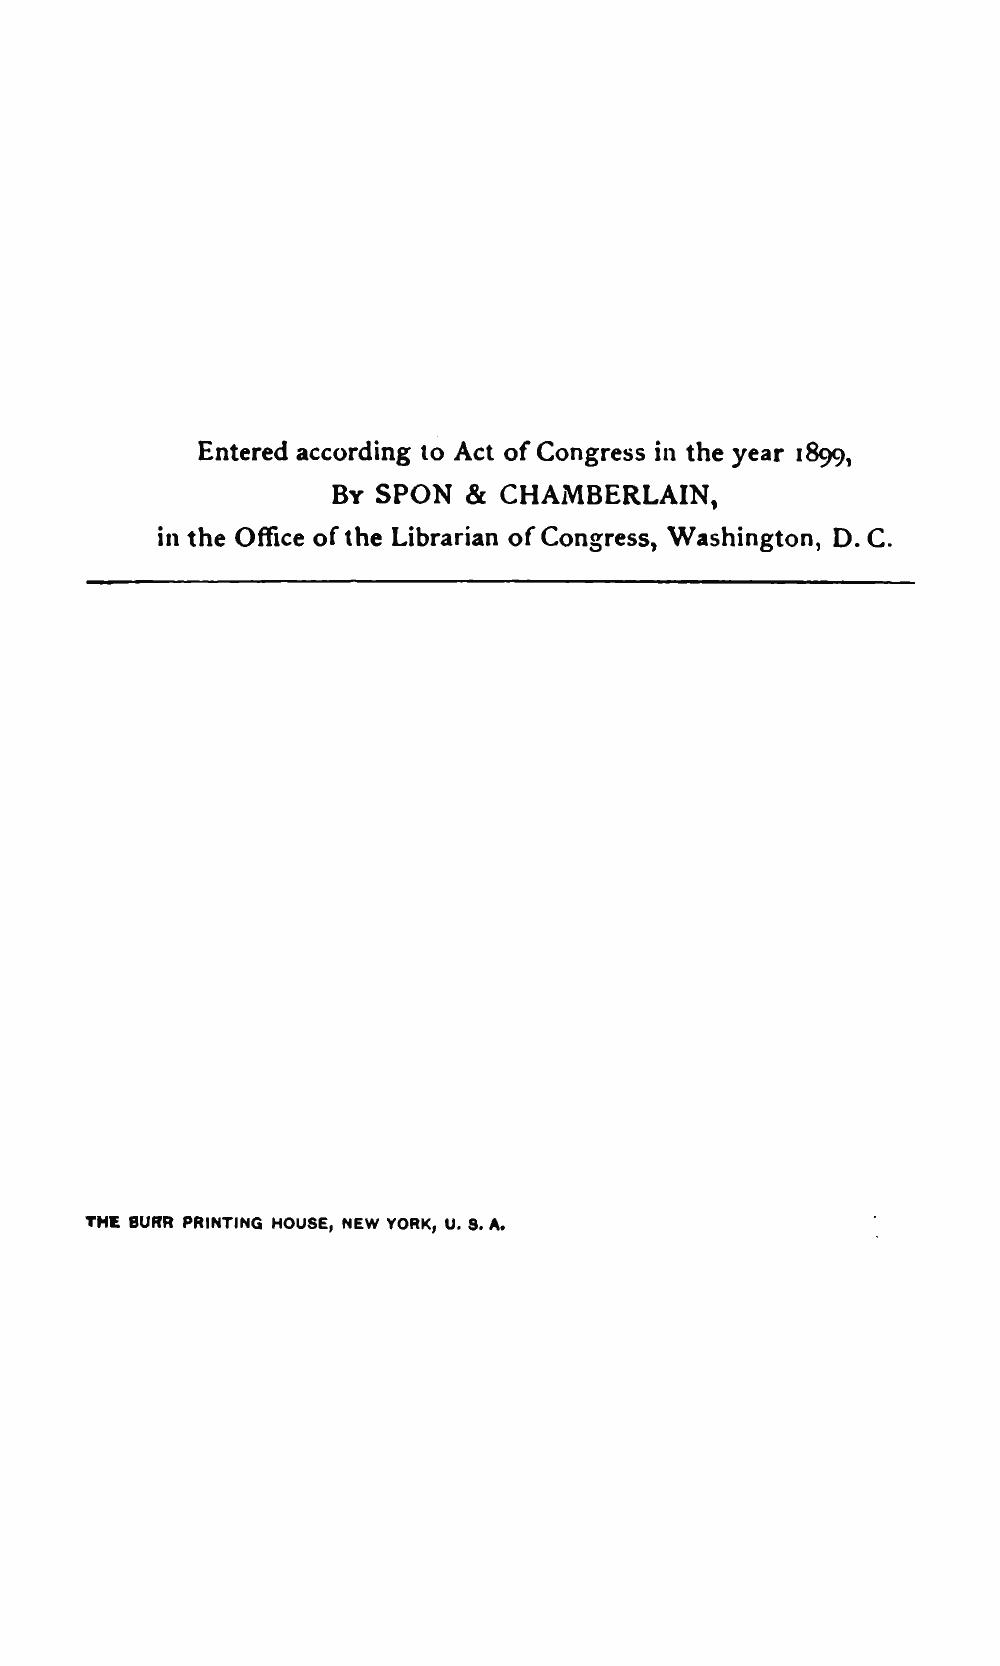 Entered according to Act of Congress in the year 1899,
By SPON & CHAMBERLAIN,
in the Office of the Librarian of Congress, Washington, D. C.
THE BURR PRINTING HOUSE, NEW YORK, U. S. A.